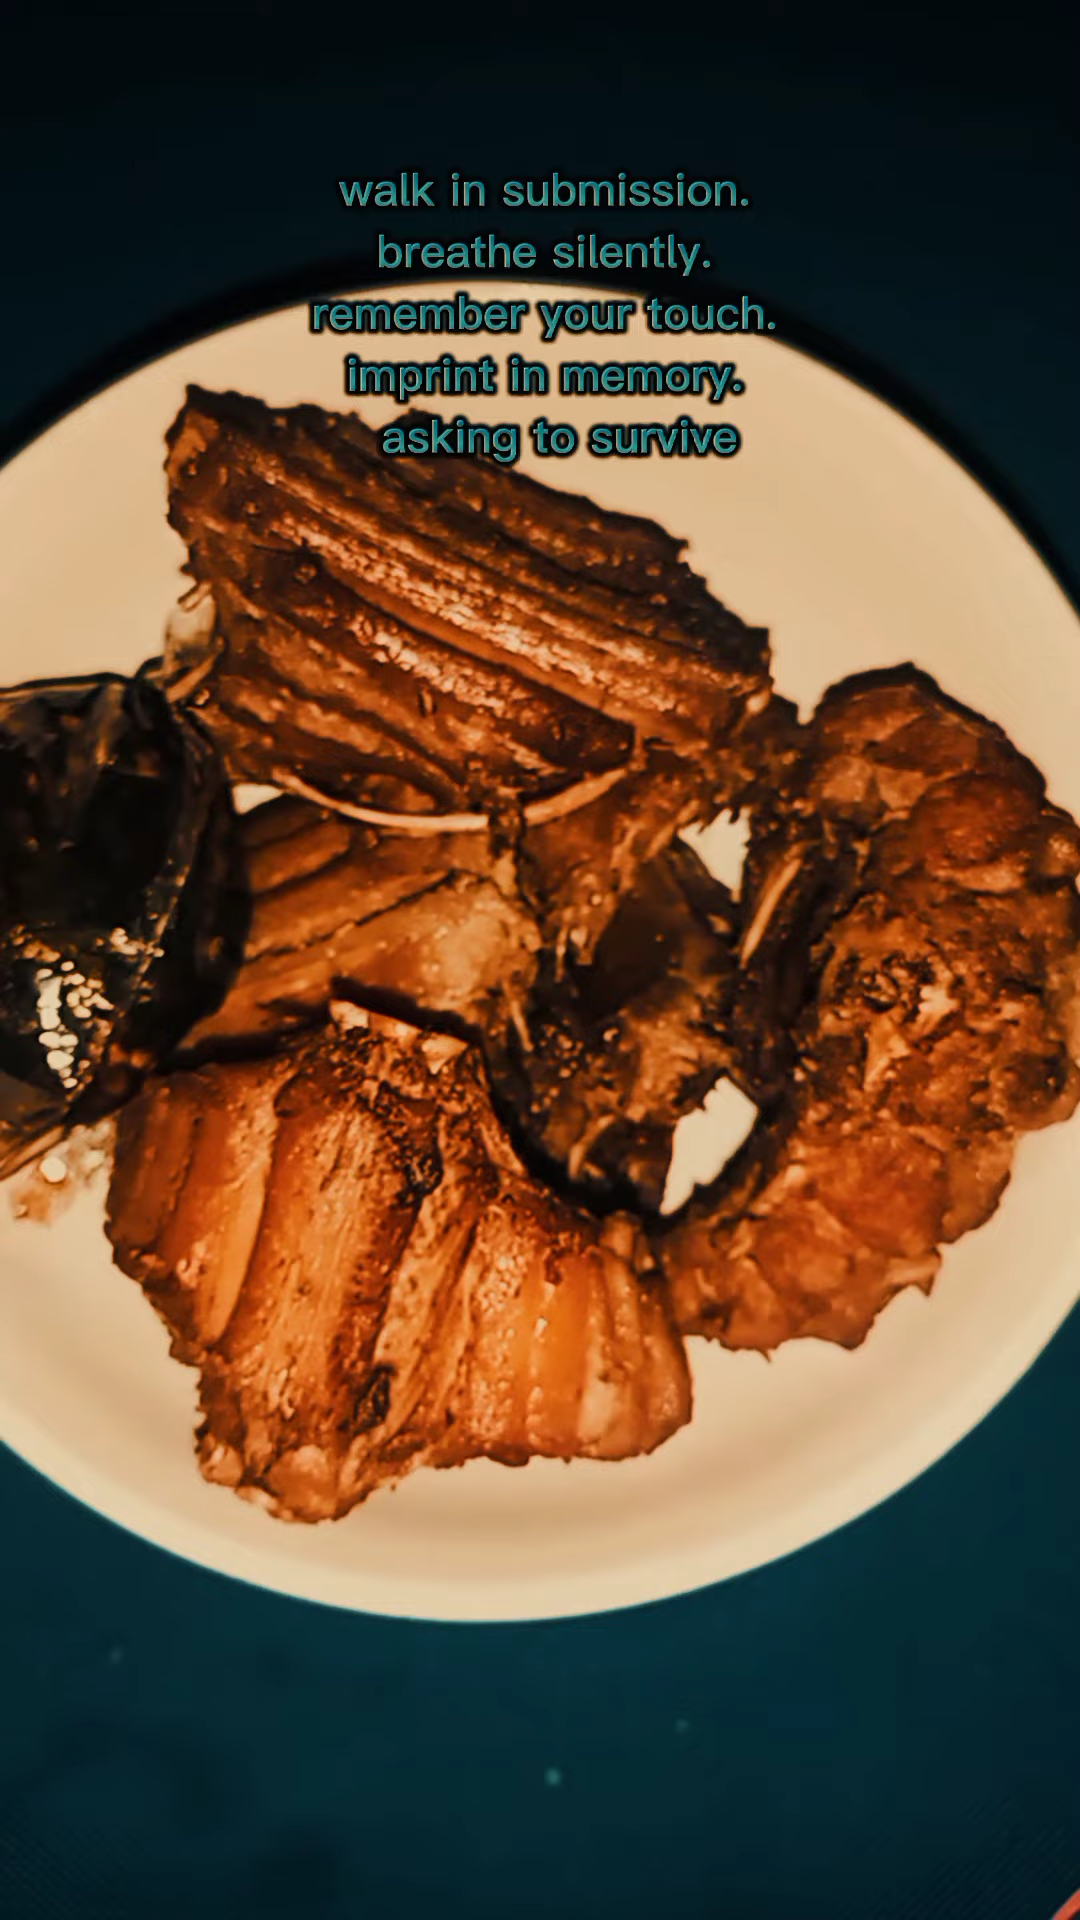 walk in submission.
breathe silently.
remember your touch.
imprint in memory.
asking to survive